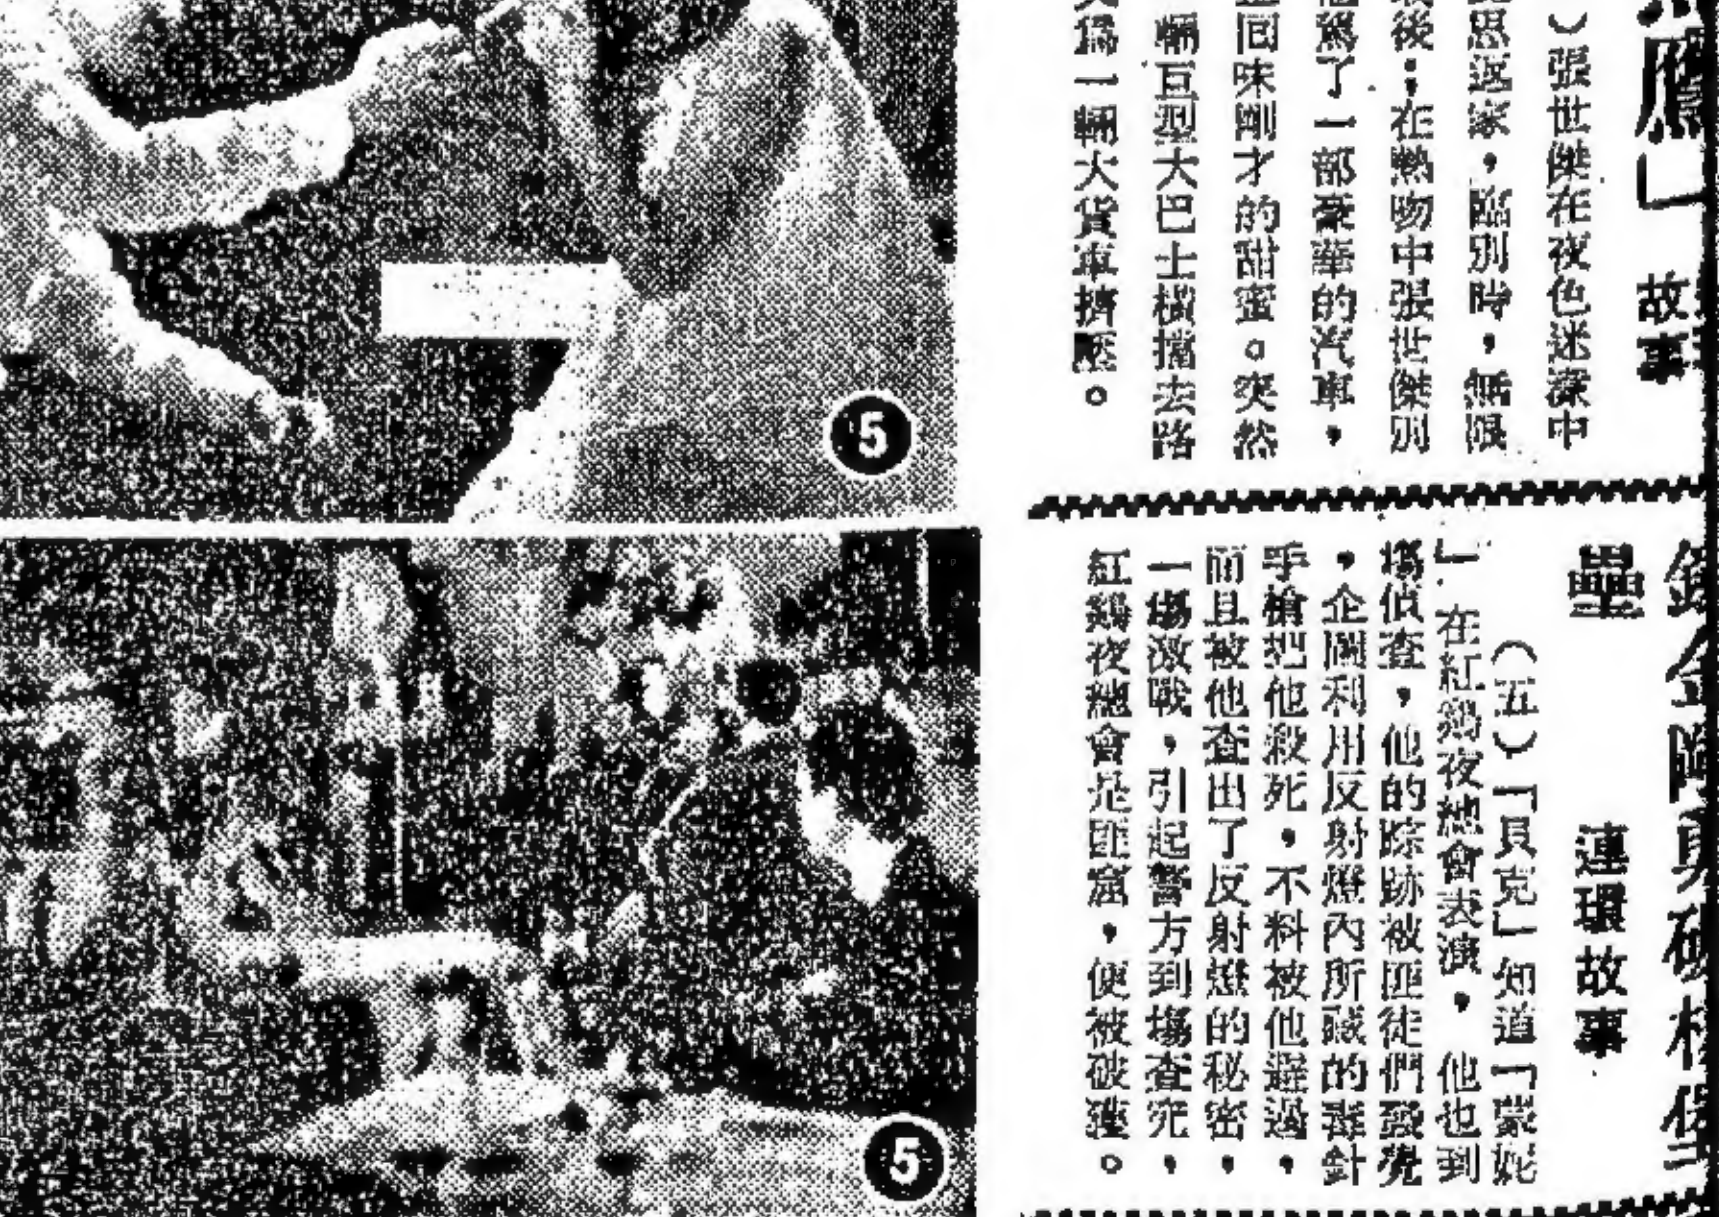 鷹」 故事
）張世傑在夜色迷濛中
思返家，臨別時，無限
後；在熱吻中張世傑別
駕了一部豪華的汽車，
回味剛才的甜蜜。突然
輛巨型大巴士橫擋去路
為一輛大貨車擠壓。
壘 連環故事
（五）「貝克」知道「蒙妮
」在紅鷄夜總會表演，他也到
場偵查，他的踪跡被匪徒們發覺
，企圖利用反射燈內所藏的毒針
手槍把他殺死，不料被他避過，
而且被他查出了反射燈的秘密，
一場激戰，引起警方到場查究，
紅鷄夜總會是匪窟，便被破獲。
5
5